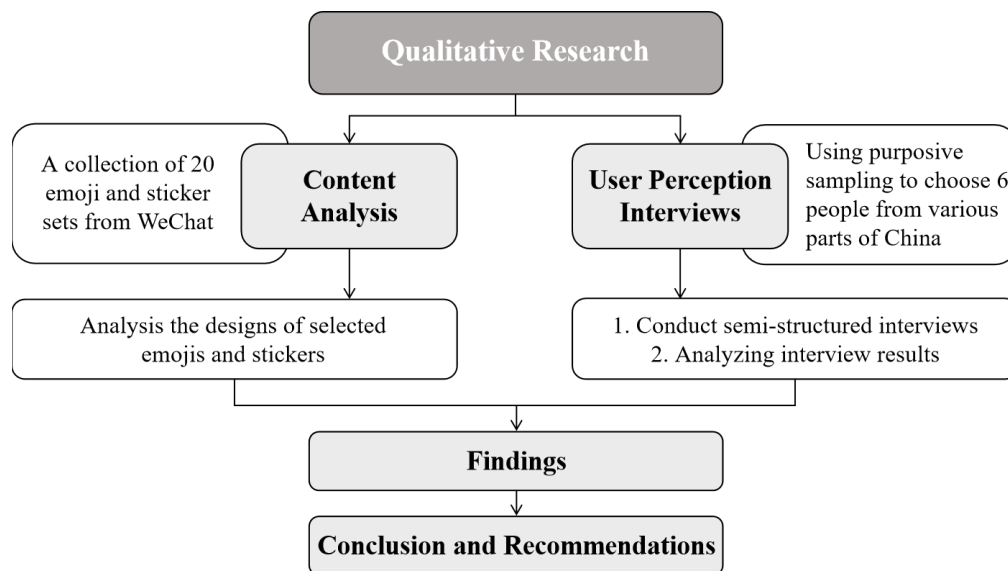 Qualitative Research
A collection of 20
emoji and sticker
sets from WeChat
Content
Analysis
User Perception
Interviews
Using purposive
sampling to choose 6
people from various
parts of China
Analysis the designs of selected
emojis and stickers
1. Conduct semi-structured interviews
2. Analyzing interview results
Findings
Conclusion and Recommendations